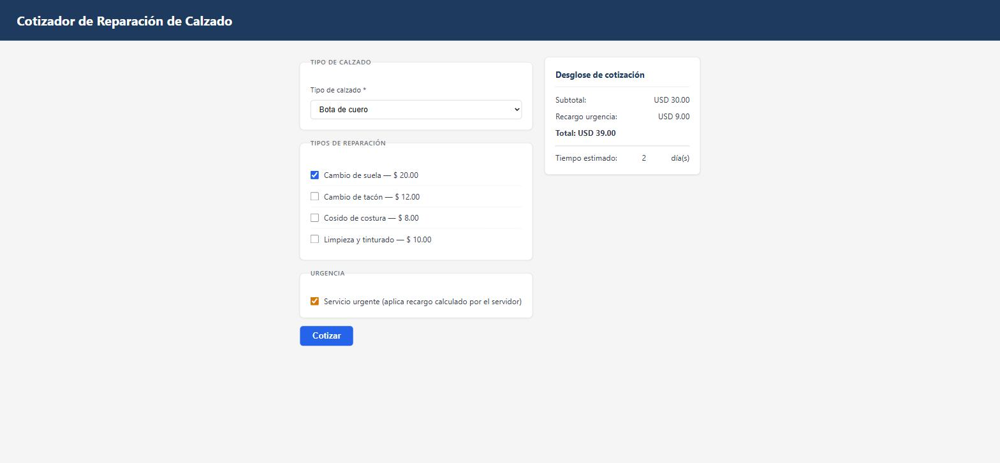 Cotizador de Reparación de Calzado
TIPO DE CALZADO
Tipo de calzado *
Bota de cuero
TIPOS DE REPARACIÓN
Cambio de suela — $ 20.00
Cambio de tacón — $ 12.00
Cosido de costura — $ 8.00
Limpieza y tinturado — $ 10.00
URGENCIA
Servicio urgente (aplica recargo calculado por el servidor)
Cotizar
Desglose de cotización
Subtotal: USD 30.00
Recargo urgencia: USD 9.00
Total: USD 39.00
Tiempo estimado: 2 día(s)